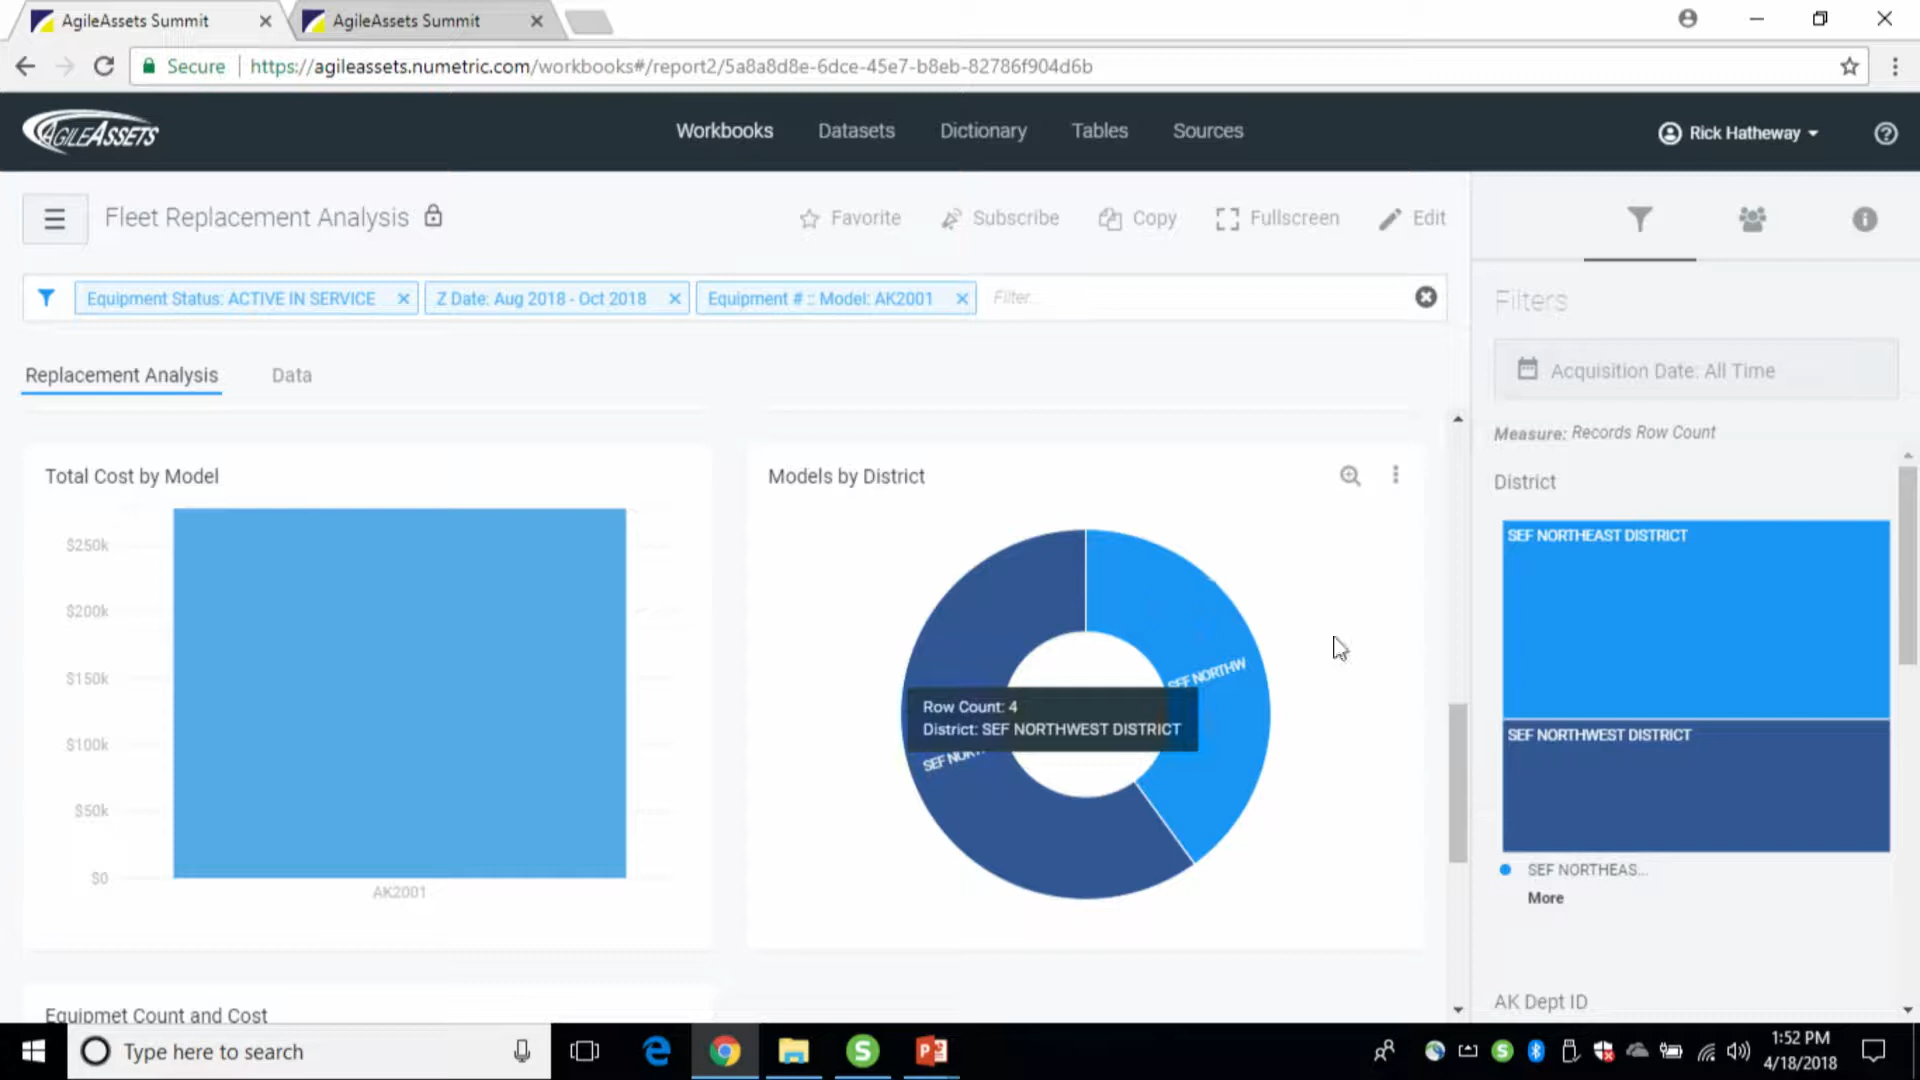 AgileAssets Summit
AgileAssets Summit
Secure
https://agileassets.numetric.com/workbooks#/report2/5a8a8d8e-6dce-45e7-b8eb-82786f904d6b
AGILEASSETS
Workbooks
Datasets
Dictionary
Tables
Sources
Rick Hatheway
Fleet Replacement Analysis
Favorite
Subscribe
Copy
Fullscreen
Edit
Equipment Status: ACTIVE IN SERVICE
Z Date: Aug 2018 - Oct 2018
Equipment # :: Model: AK2001
Filter...
Replacement Analysis
Data
Total Cost by Model
$250k
$200k
$150k
$100k
$50k
$0
AK2001
Models by District
SEF NORTHW
Row Count: 4
District: SEF NORTHWEST DISTRICT
SEF NORT
Equipmet Count and Cost
Filters
Acquisition Date: All Time
Measure: Records Row Count
District
SEF NORTHEAST DISTRICT
SEF NORTHWEST DISTRICT
SEF NORTHEAS...
More
AK Dept ID
Type here to search
1:52 PM
4/18/2018